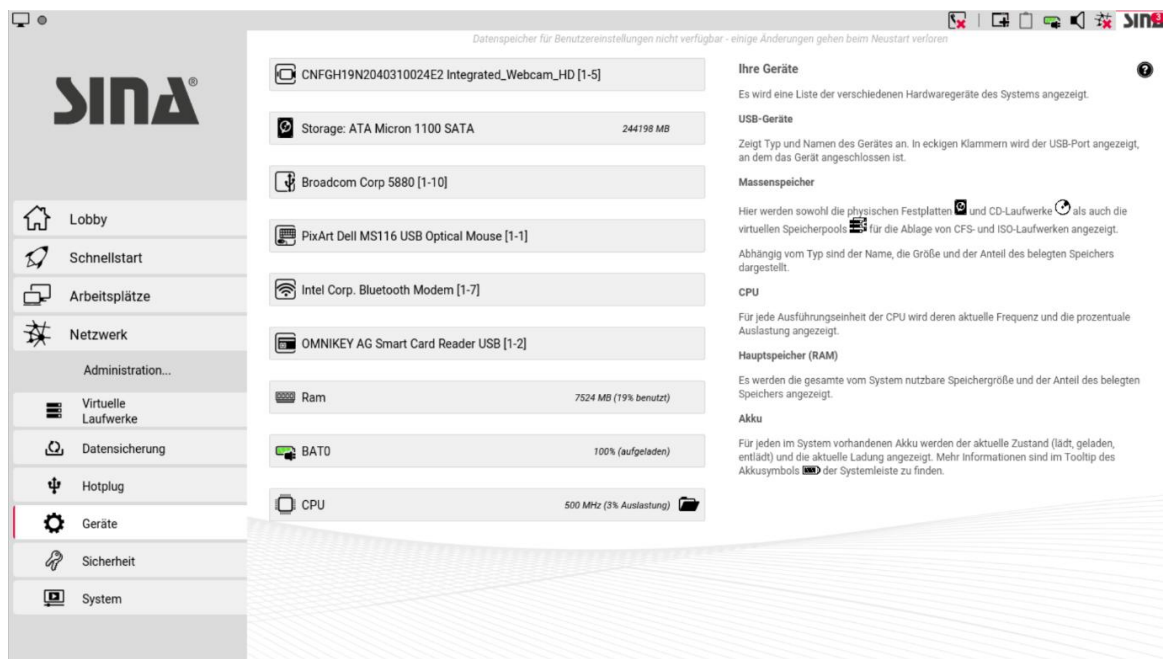 SINA
3
Datenspeicher für Benutzereinstellungen nicht verfügbar - einige Änderungen gehen beim Neustart verloren
SINA®
Lobby
Schnellstart
Arbeitsplätze
Netzwerk
Administration...
Virtuelle
Laufwerke
Datensicherung
Hotplug
Geräte
Sicherheit
System
CNFGH19N2040310024E2 Integrated_Webcam_HD [1-5]
Storage: ATA Micron 1100 SATA 244198 MB
Broadcom Corp 5880 [1-10]
PixArt Dell MS116 USB Optical Mouse [1-1]
Intel Corp. Bluetooth Modem [1-7]
OMNIKEY AG Smart Card Reader USB [1-2]
Ram 7524 MB (19% benutzt)
BAT0 100% (aufgeladen)
CPU 500 MHz (3% Auslastung)
Ihre Geräte ?
Es wird eine Liste der verschiedenen Hardwaregeräte des Systems angezeigt.
USB-Geräte
Zeigt Typ und Namen des Gerätes an. In eckigen Klammern wird der USB-Port angezeigt,
an dem das Gerät angeschlossen ist.
Massenspeicher
Hier werden sowohl die physischen Festplatten und CD-Laufwerke als auch die
virtuellen Speicherpools für die Ablage von CFS- und ISO-Laufwerken angezeigt.
Abhängig vom Typ sind der Name, die Größe und der Anteil des belegten Speichers
dargestellt.
CPU
Für jede Ausführungseinheit der CPU wird deren aktuelle Frequenz und die prozentuale
Auslastung angezeigt.
Hauptspeicher (RAM)
Es werden die gesamte vom System nutzbare Speichergröße und der Anteil des belegten
Speichers angezeigt.
Akku
Für jeden im System vorhandenen Akku werden der aktuelle Zustand (lädt, geladen,
entlädt) und die aktuelle Ladung angezeigt. Mehr Informationen sind im Tooltip des
Akkusymbols der Systemleiste zu finden.